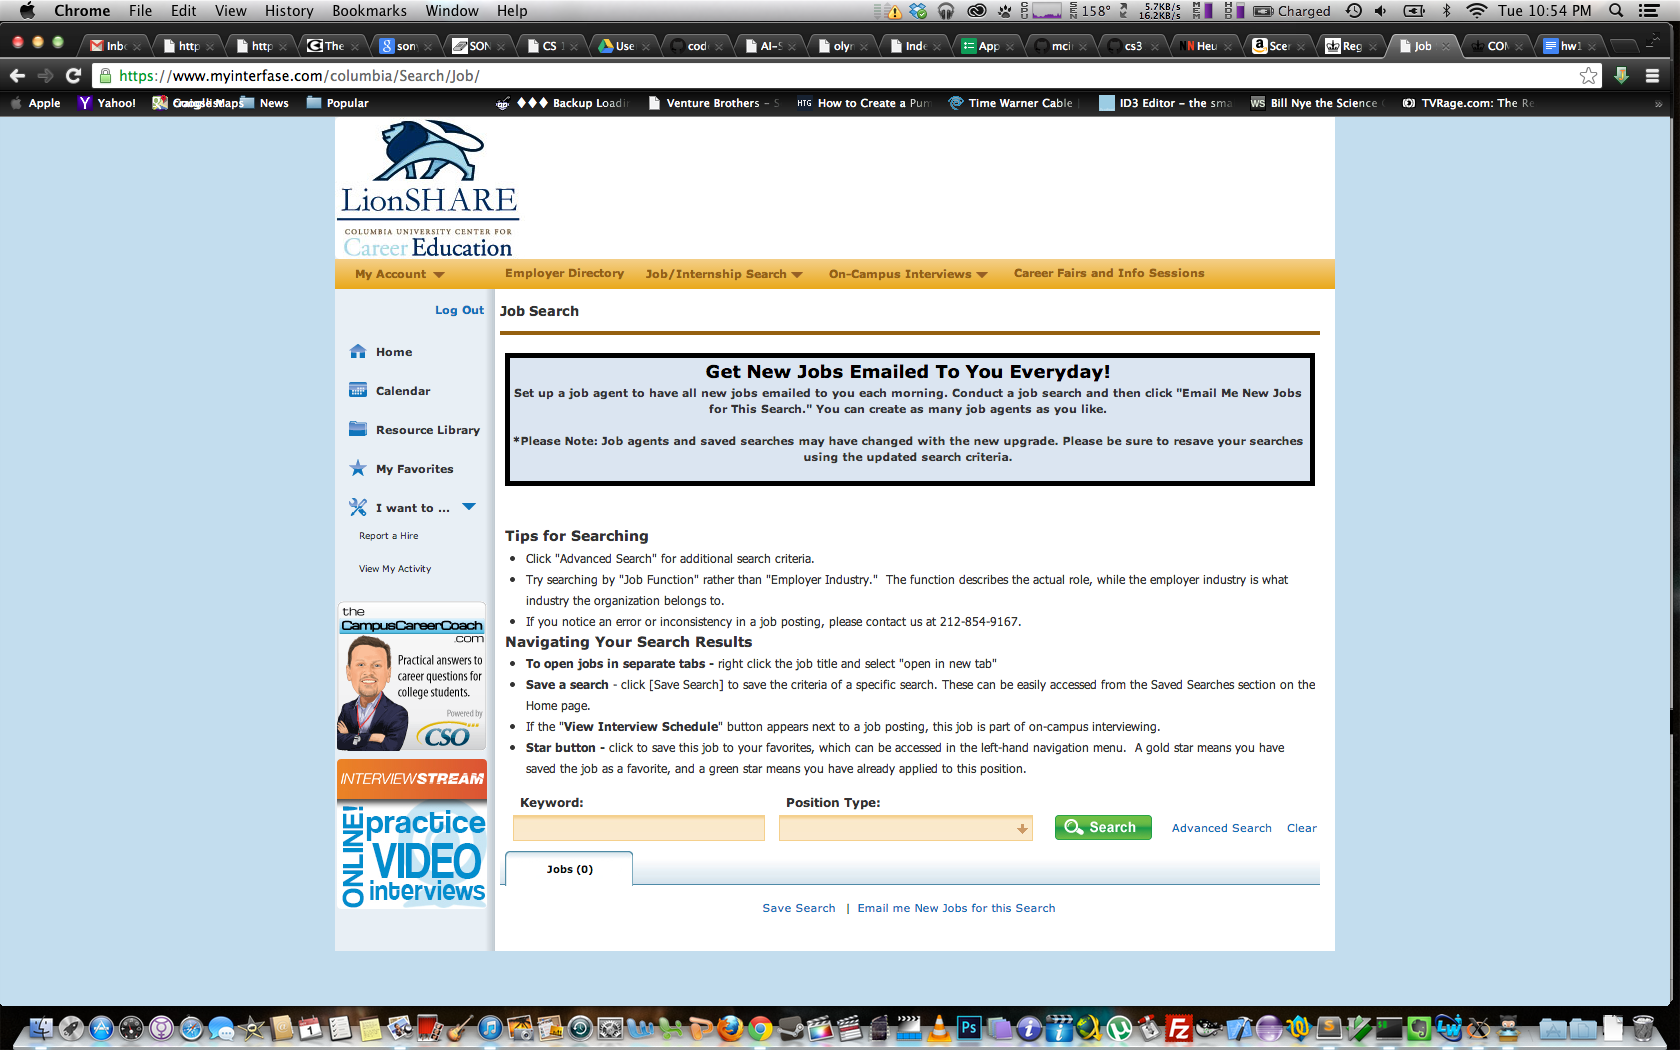 Chrome File Edit View History Bookmarks Window Help 158° 5.7KB/s 16.2KB/s Charged Tue 10:54 PM
Inbo http http The son SON CS 1 Use cod AI-S olyn Inde App mcin cs3 Heu Scen Reg Job CON hw1
https://www.myinterfase.com/columbia/Search/Job/
Apple Yahoo! Google Maps News Popular Backup Loadin Venture Brothers – S How to Create a Pun Time Warner Cable ID3 Editor – the sma Bill Nye the Science TVRage.com: The Re
LionSHARE
COLUMBIA UNIVERSITY CENTER FOR
Career Education
My Account Employer Directory Job/Internship Search On-Campus Interviews Career Fairs and Info Sessions
Log Out
Home
Calendar
Resource Library
My Favorites
I want to ...
Report a Hire
View My Activity
the
CampusCareerCoach
.com
Practical answers to
career questions for
college students.
Powered by
CSO
INTERVIEWSTREAM
ONLINE!
practice
VIDEO
interviews
Job Search
Get New Jobs Emailed To You Everyday!
Set up a job agent to have all new jobs emailed to you each morning. Conduct a job search and then click "Email Me New Jobs
for This Search." You can create as many job agents as you like.
*Please Note: Job agents and saved searches may have changed with the new upgrade. Please be sure to resave your searches
using the updated search criteria.
Tips for Searching
Click "Advanced Search" for additional search criteria.
Try searching by "Job Function" rather than "Employer Industry." The function describes the actual role, while the employer industry is what
industry the organization belongs to.
If you notice an error or inconsistency in a job posting, please contact us at 212-854-9167.
Navigating Your Search Results
To open jobs in separate tabs - right click the job title and select "open in new tab"
Save a search - click [Save Search] to save the criteria of a specific search. These can be easily accessed from the Saved Searches section on the
Home page.
If the "View Interview Schedule" button appears next to a job posting, this job is part of on-campus interviewing.
Star button - click to save this job to your favorites, which can be accessed in the left-hand navigation menu. A gold star means you have
saved the job as a favorite, and a green star means you have already applied to this position.
Keyword: Position Type:
Search Advanced Search Clear
Jobs (0)
Save Search | Email me New Jobs for this Search